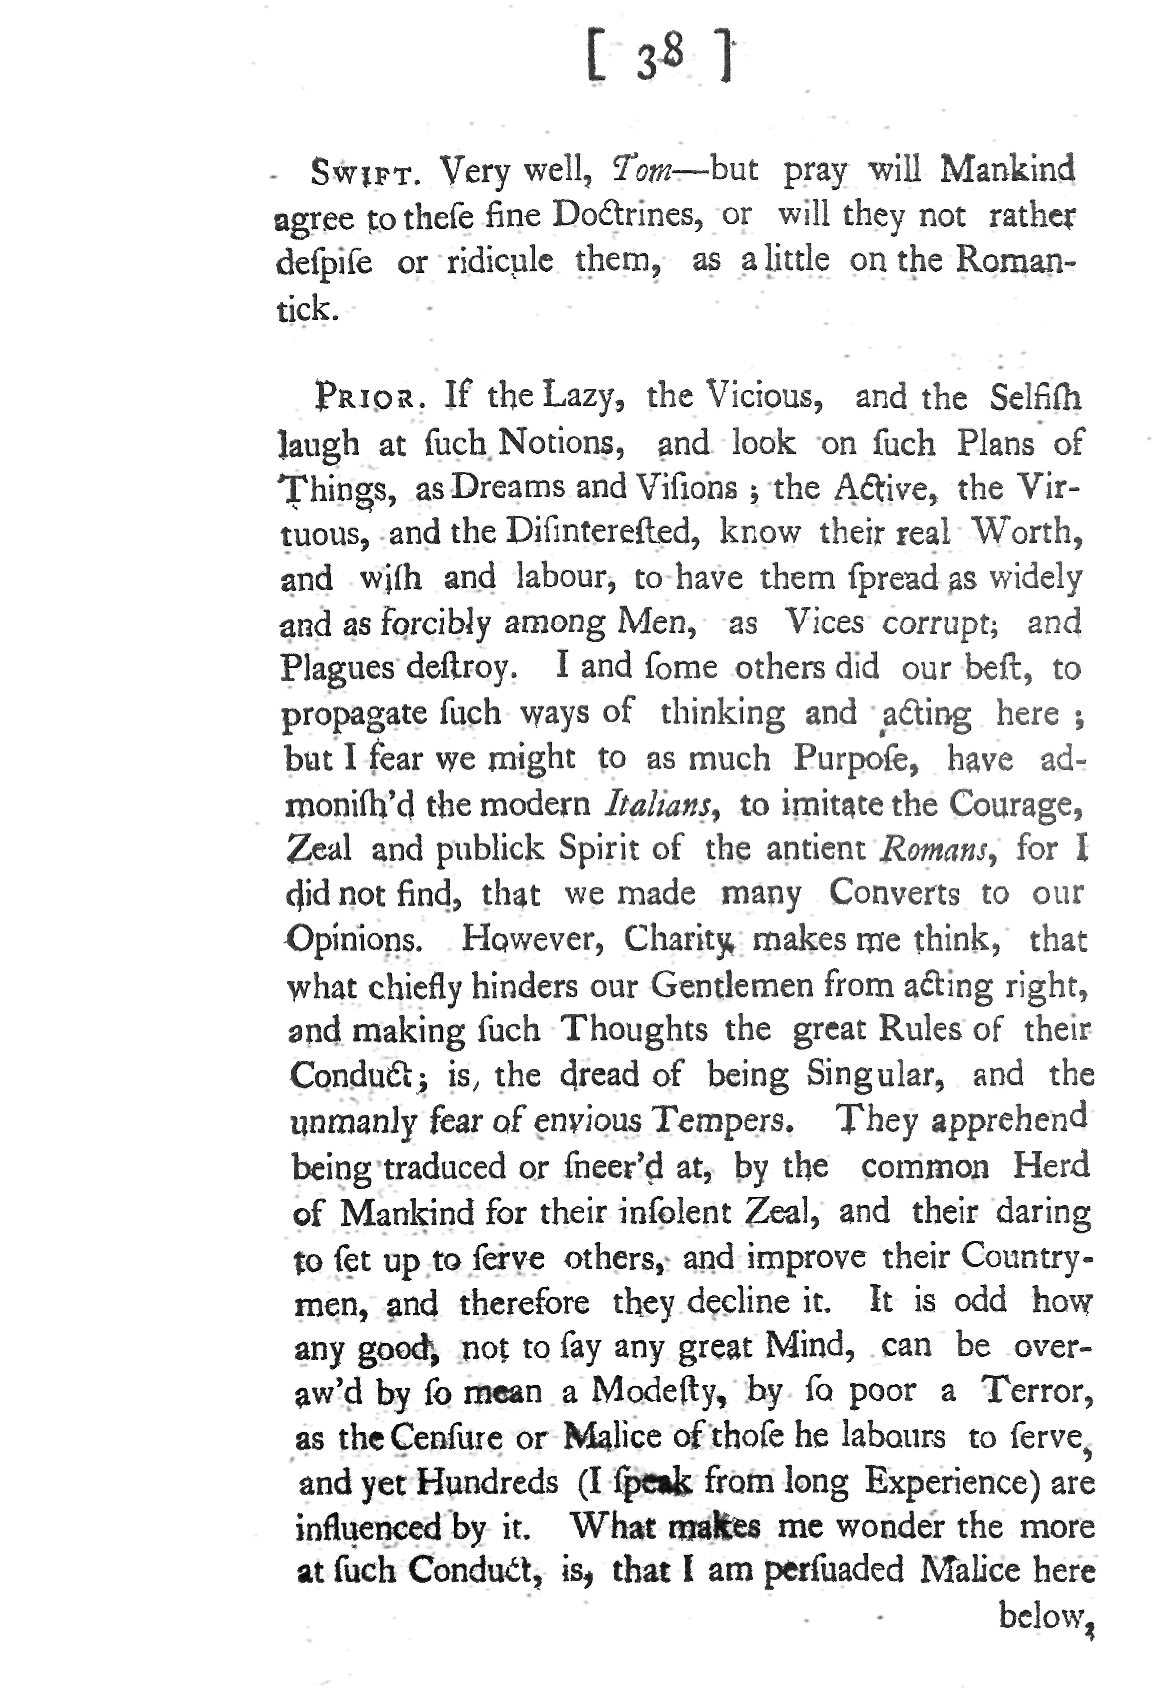 [ 38 ]
SWIFT. Very well, Tom—but pray will Mankind
agree to theſe fine Doctrines, or will they not rather
deſpiſe or ridicule them, as a little on the Roman-
tick.
PRIOR. If the Lazy, the Vicious, and the Selfiſh
laugh at ſuch Notions, and look on ſuch Plans of
Things, as Dreams and Viſions ; the Active, the Vir-
tuous, and the Diſintereſted, know their real Worth,
and wiſh and labour, to have them ſpread as widely
and as forcibly among Men, as Vices corrupt; and
Plagues deſtroy. I and ſome others did our beſt, to
propagate ſuch ways of thinking and acting here ;
but I fear we might to as much Purpoſe, have ad-
moniſh'd the modern Italians, to imitate the Courage,
Zeal and publick Spirit of the antient Romans, for I
did not find, that we made many Converts to our
Opinions. However, Charity, makes me think, that
what chiefly hinders our Gentlemen from acting right,
and making ſuch Thoughts the great Rules of their
Conduct; is, the dread of being Singular, and the
unmanly fear of envious Tempers. They apprehend
being traduced or ſneer'd at, by the common Herd
of Mankind for their inſolent Zeal, and their daring
to ſet up to ſerve others, and improve their Country-
men, and therefore they decline it. It is odd how
any good, not to ſay any great Mind, can be over-
aw'd by ſo mean a Modeſty, by ſo poor a Terror,
as the Cenſure or Malice of thoſe he labours to ſerve,
and yet Hundreds (I ſpeak from long Experience) are
influenced by it. What makes me wonder the more
at ſuch Conduct, is, that I am perſuaded Malice here
below,